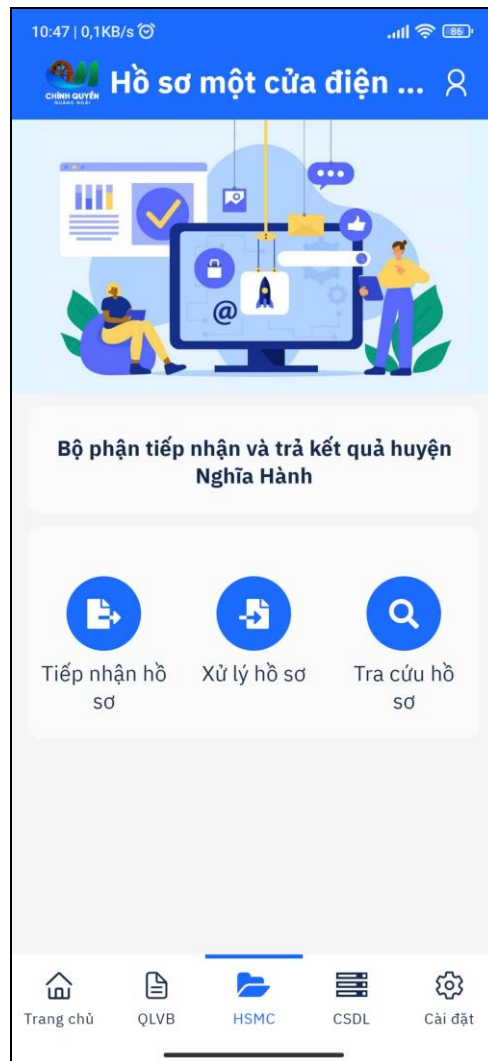 10:47 | 0,1KB/s
86
CHÍNH QUYỀN
QUẢNG NGÃI
Hồ sơ một cửa điện ...
@
Bộ phận tiếp nhận và trả kết quả huyện
Nghĩa Hành
Tiếp nhận hồ
sơ
Xử lý hồ sơ
Tra cứu hồ
sơ
Trang chủ
QLVB
HSMC
CSDL
Cài đặt